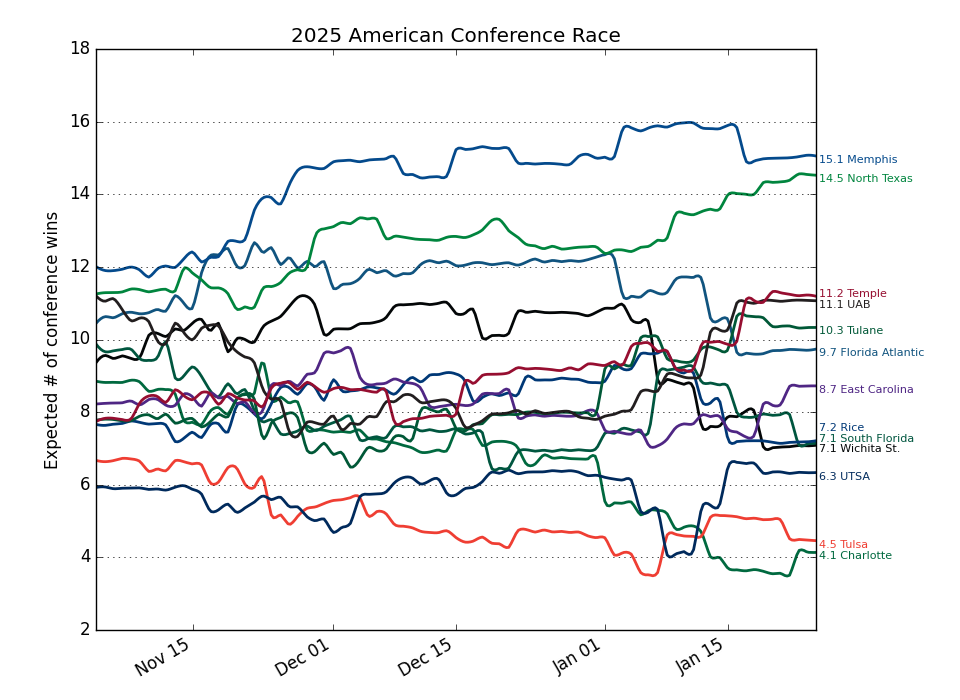 2025 American Conference Race
Expected # of conference wins
18
16
14
12
10
8
6
4
2
15.1 Memphis
14.5 North Texas
11.2 Temple
11.1 UAB
10.3 Tulane
9.7 Florida Atlantic
8.7 East Carolina
7.2 Rice
7.1 South Florida
7.1 Wichita St.
6.3 UTSA
4.5 Tulsa
4.1 Charlotte
Nov 15
Dec 01
Dec 15
Jan 01
Jan 15